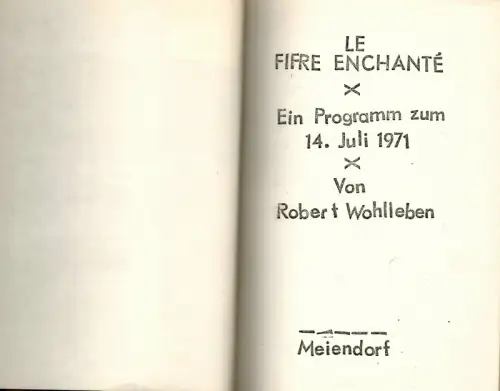 LE
FIFRE ENCHANTÉ
×
Ein Programm zum
14. Juli 1971
×
Von
Robert Wohlleben
Meiendorf